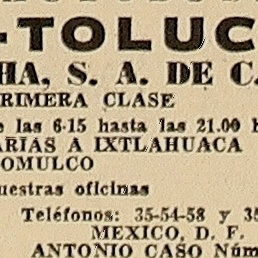 -TOLUC
HA, S. A. DE C.
RIMERA CLASE
las 6·15 hasta las 21.00
ARIAS A IXTLAHUACA
OMULCO
uestras oficinas
Teléfonos: 35-54-58 y 35
MEXICO, D. F.
ANTONIO CASO Núm